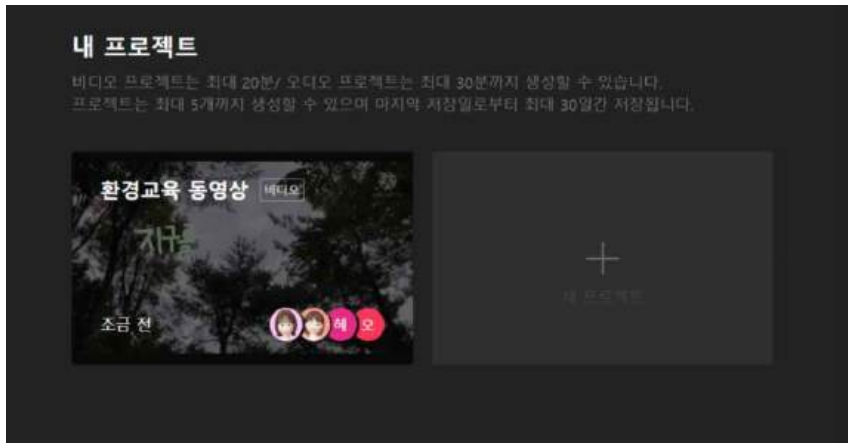 내 프로젝트
비디오 프로젝트는 최대 20분/ 오디오 프로젝트는 최대 30분까지 생성할 수 있습니다.
프로젝트는 최대 5개까지 생성할 수 있으며 마지막 저장일로부터 최대 30일간 저장됩니다.
환경교육 동영상 비디오
지구를
조금 전
혜 오
+
새 프로젝트